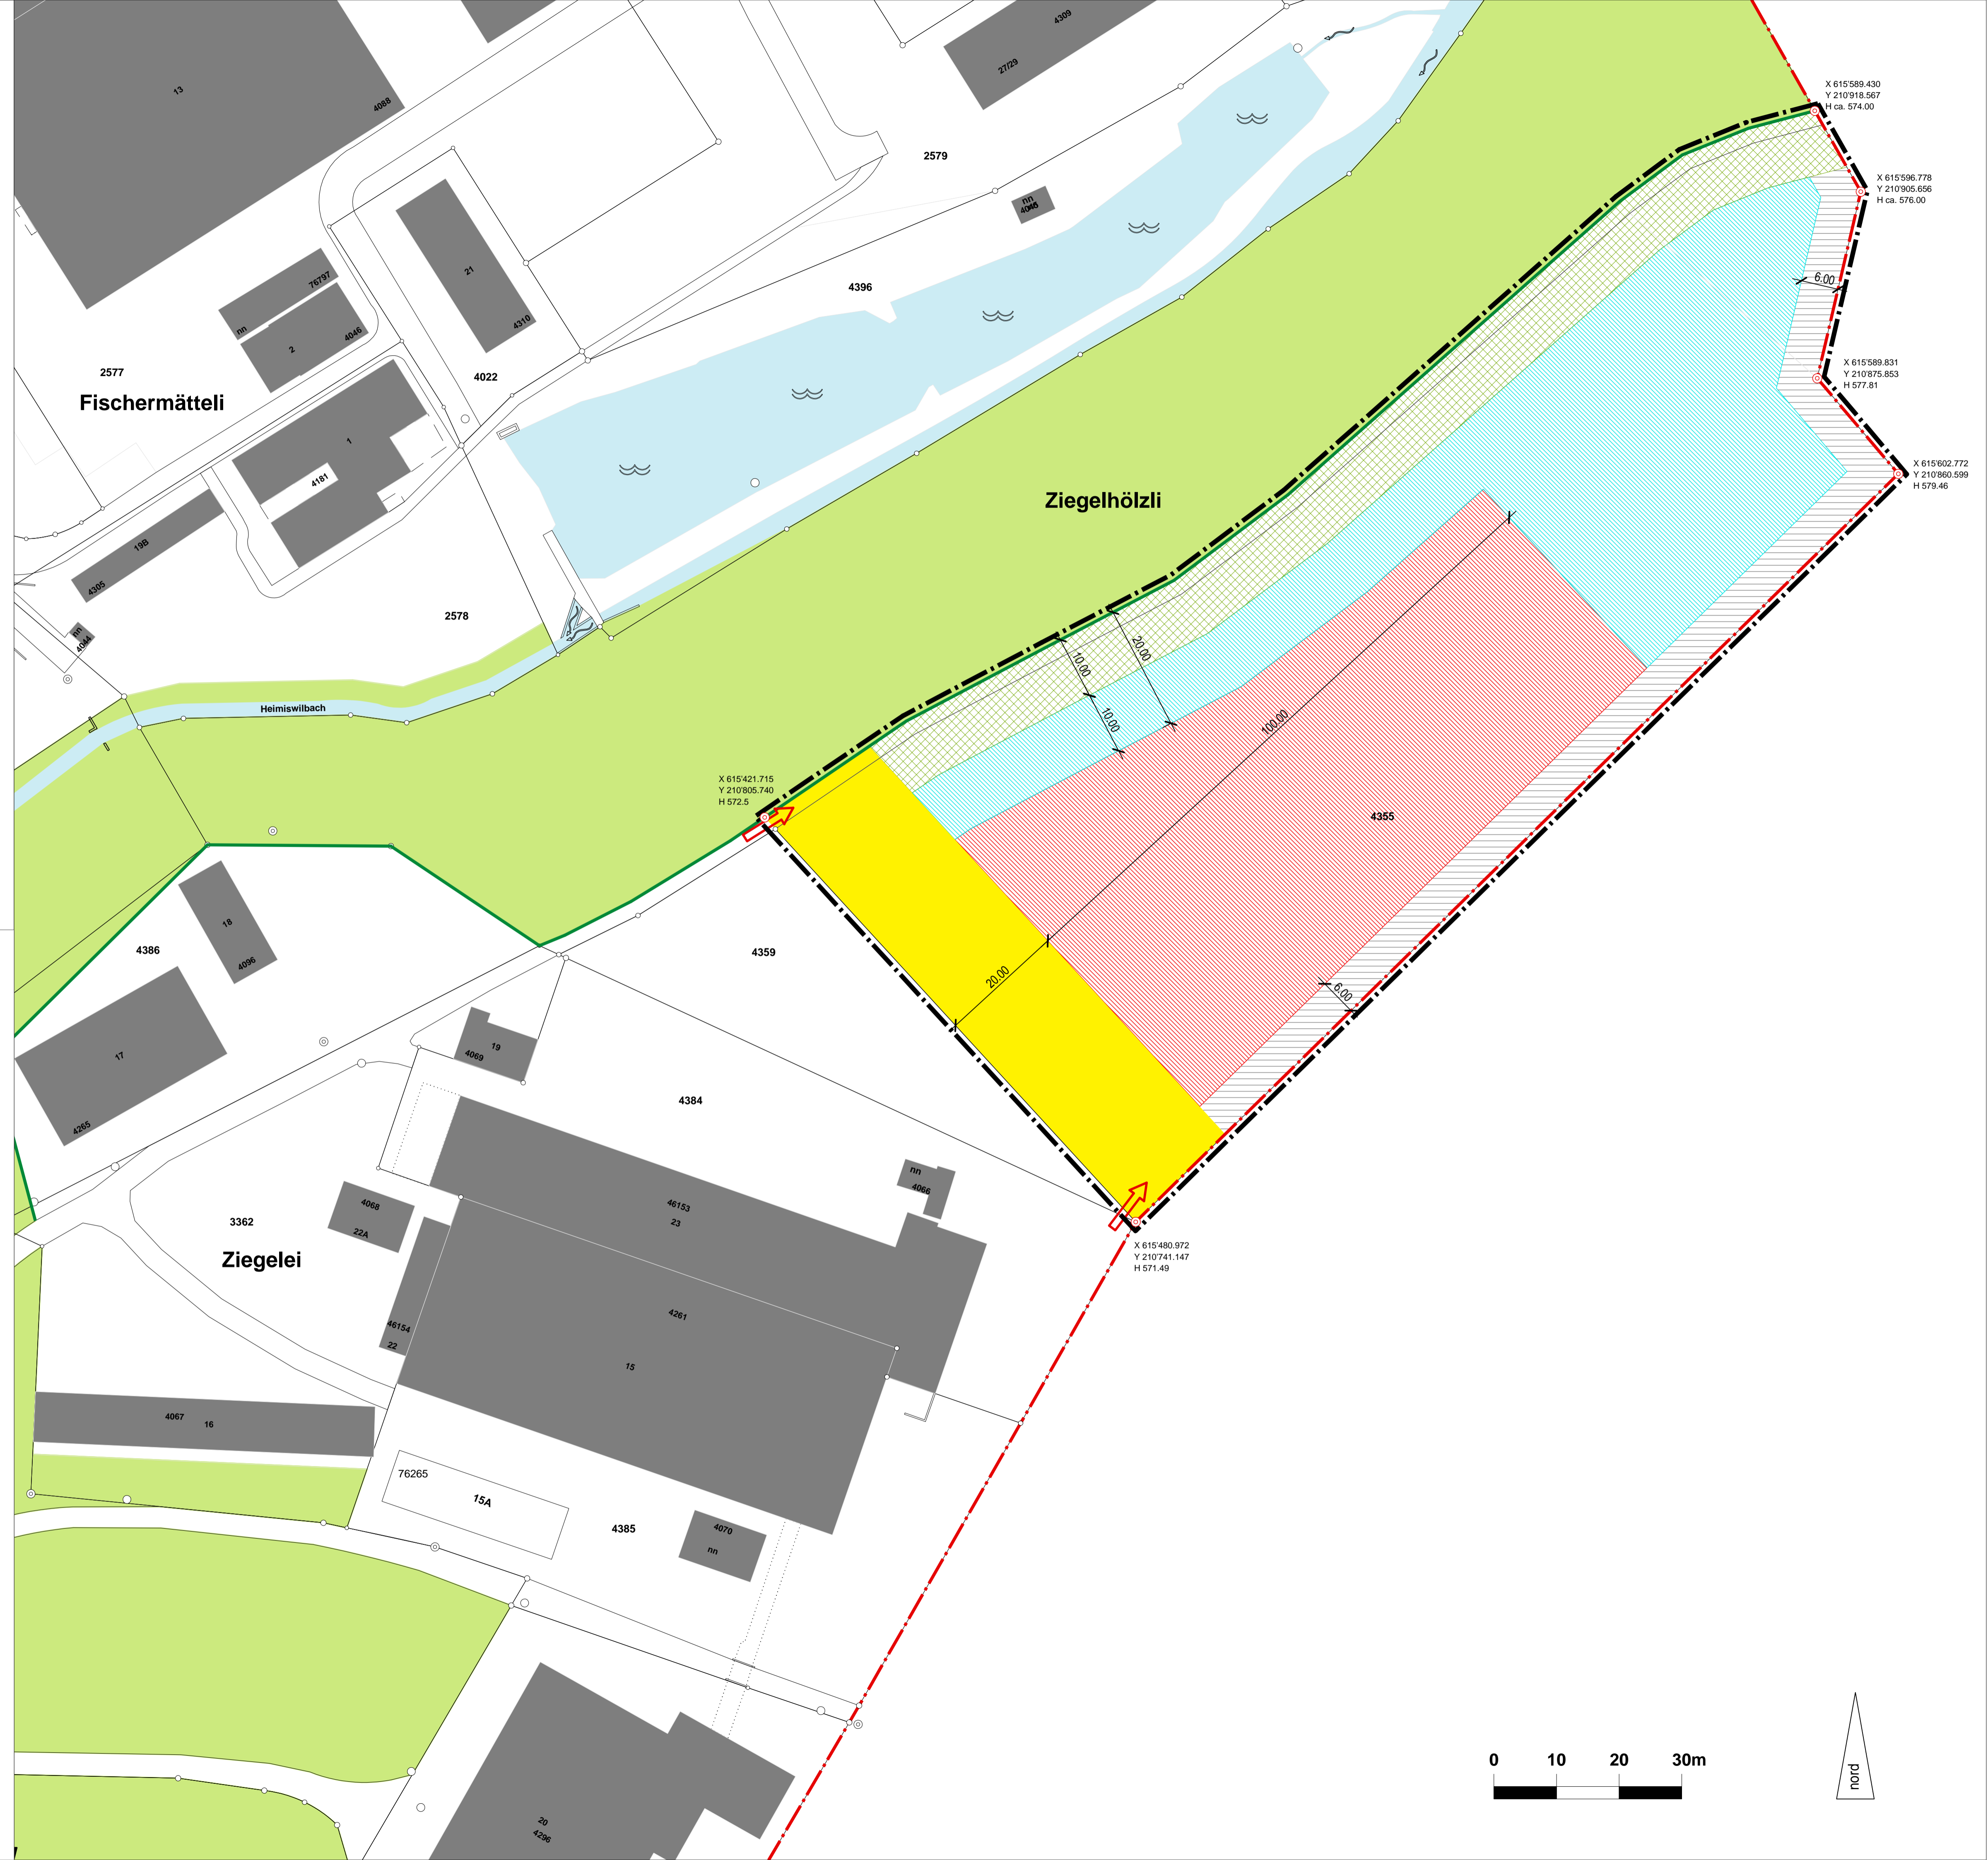 13
4088
4309
27/29
X 615'589.430
Y 210'918.567
H ca. 574.00
2579
nn
X 615'596.778
Y 210'905.656
H ca. 576.00
6.00
21
4310
76797
nn
2
4046
4396
2577
Fischermätteli
4022
X 615'589.831
Y 210'875.853
H 577.81
1
4181
X 615'602.772
Y 210'860.599
H 579.46
Ziegelhölzli
19B
4305
2578
nn
4044
10.00
20.00
10.00
100.00
Heimiswilbach
X 615'421.715
Y 210'805.740
H 572.5
4355
18
4096
4386
4359
20.00
6.00
17
4265
19
4069
4384
nn
4066
4068
22A
46153
23
3362
Ziegelei
X 615'480.972
Y 210'741.147
H 571.49
46154
22
4261
15
4067
16
76265
15A
4385
4070
nn
20
4296
0 10 20 30m
nord